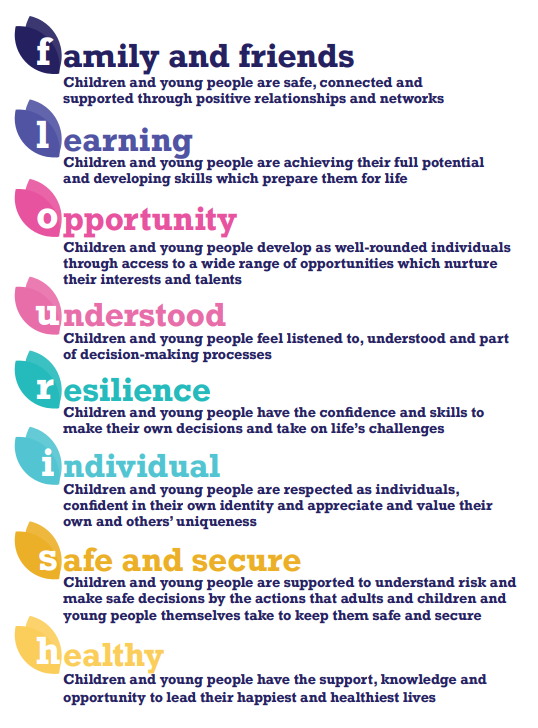 family and friends
Children and young people are safe, connected and
supported through positive relationships and networks
learning
Children and young people are achieving their full potential
and developing skills which prepare them for life
opportunity
Children and young people develop as well-rounded individuals
through access to a wide range of opportunities which nurture
their interests and talents
understood
Children and young people feel listened to, understood and part
of decision-making processes
resilience
Children and young people have the confidence and skills to
make their own decisions and take on life's challenges
individual
Children and young people are respected as individuals,
confident in their own identity and appreciate and value their
own and others' uniqueness
safe and secure
Children and young people are supported to understand risk and
make safe decisions by the actions that adults and children and
young people themselves take to keep them safe and secure
healthy
Children and young people have the support, knowledge and
opportunity to lead their happiest and healthiest lives